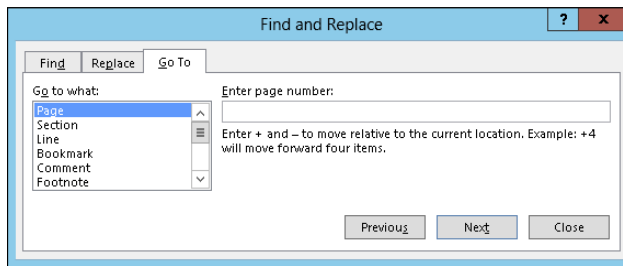 Find and Replace
? x
Find Replace Go To
Go to what:
Page
Section
Line
Bookmark
Comment
Footnote
Enter page number:
Enter + and – to move relative to the current location. Example: +4
will move forward four items.
Previous Next Close